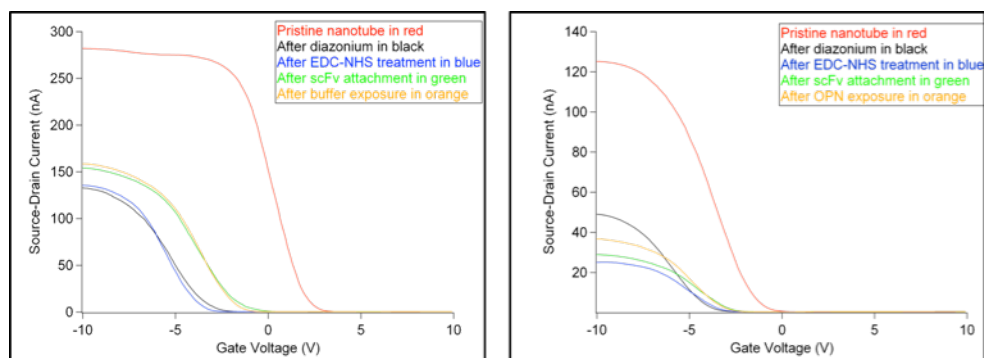 300
250
200
150
100
50
0
Source-Drain Current (nA)
Pristine nanotube in red
After diazonium in black
After EDC-NHS treatment in blue
After scFv attachment in green
After buffer exposure in orange
-10
-5
0
5
10
Gate Voltage (V)
140
120
100
80
60
40
20
Source-Drain Current (nA)
Pristine nanotube in red
After diazonium in black
After EDC-NHS treatment in blue
After scFv attachment in green
After OPN exposure in orange
-10
-5
0
5
10
Gate Voltage (V)